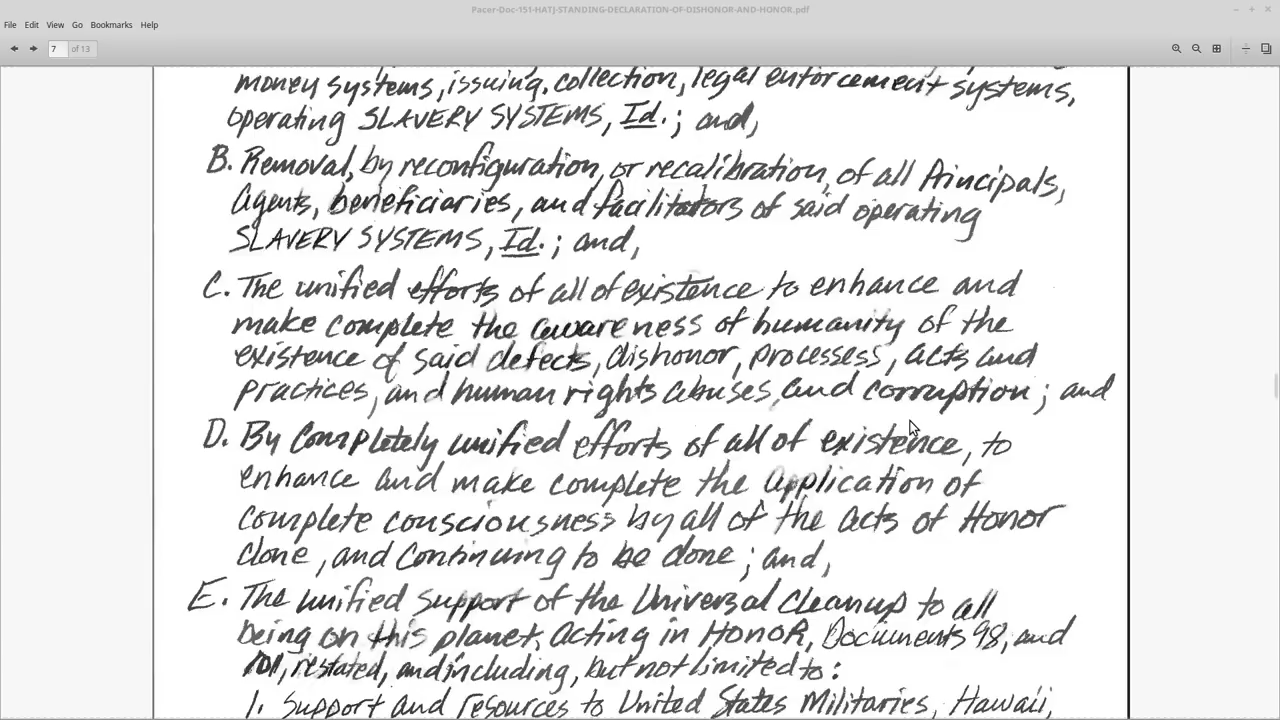 Pacer-Doc-151-HATJ-STANDING-DECLARATION-OF-DISHONOR-AND-HONOR.pdf
File Edit View Go Bookmarks Help
7 of 13
money systems, issuing, collection, legal enforcement systems,
operating SLAVERY SYSTEMS, Id.; and,
B. Removal, by reconfiguration, or recalibration, of all Principals,
Agents, beneficiaries, and facilitators of said operating
SLAVERY SYSTEMS, Id.; and,
C. The unified efforts of all of existence to enhance and
make complete the awareness of humanity of the
existence of said defects, dishonor, processess, acts and
practices, and human rights abuses, and corruption; and
D. By Completely unified efforts of all of existence, to
enhance and make complete the application of
complete consciousness by all of the acts of Honor
done, and Continuing to be done; and,
E. The unified support of the Universal Cleanup to all
being on this planet, acting in HONOR, Documents 98, and
101, restated, and including, but not limited to:
1. Support and resources to United States Militaries, Hawaii,